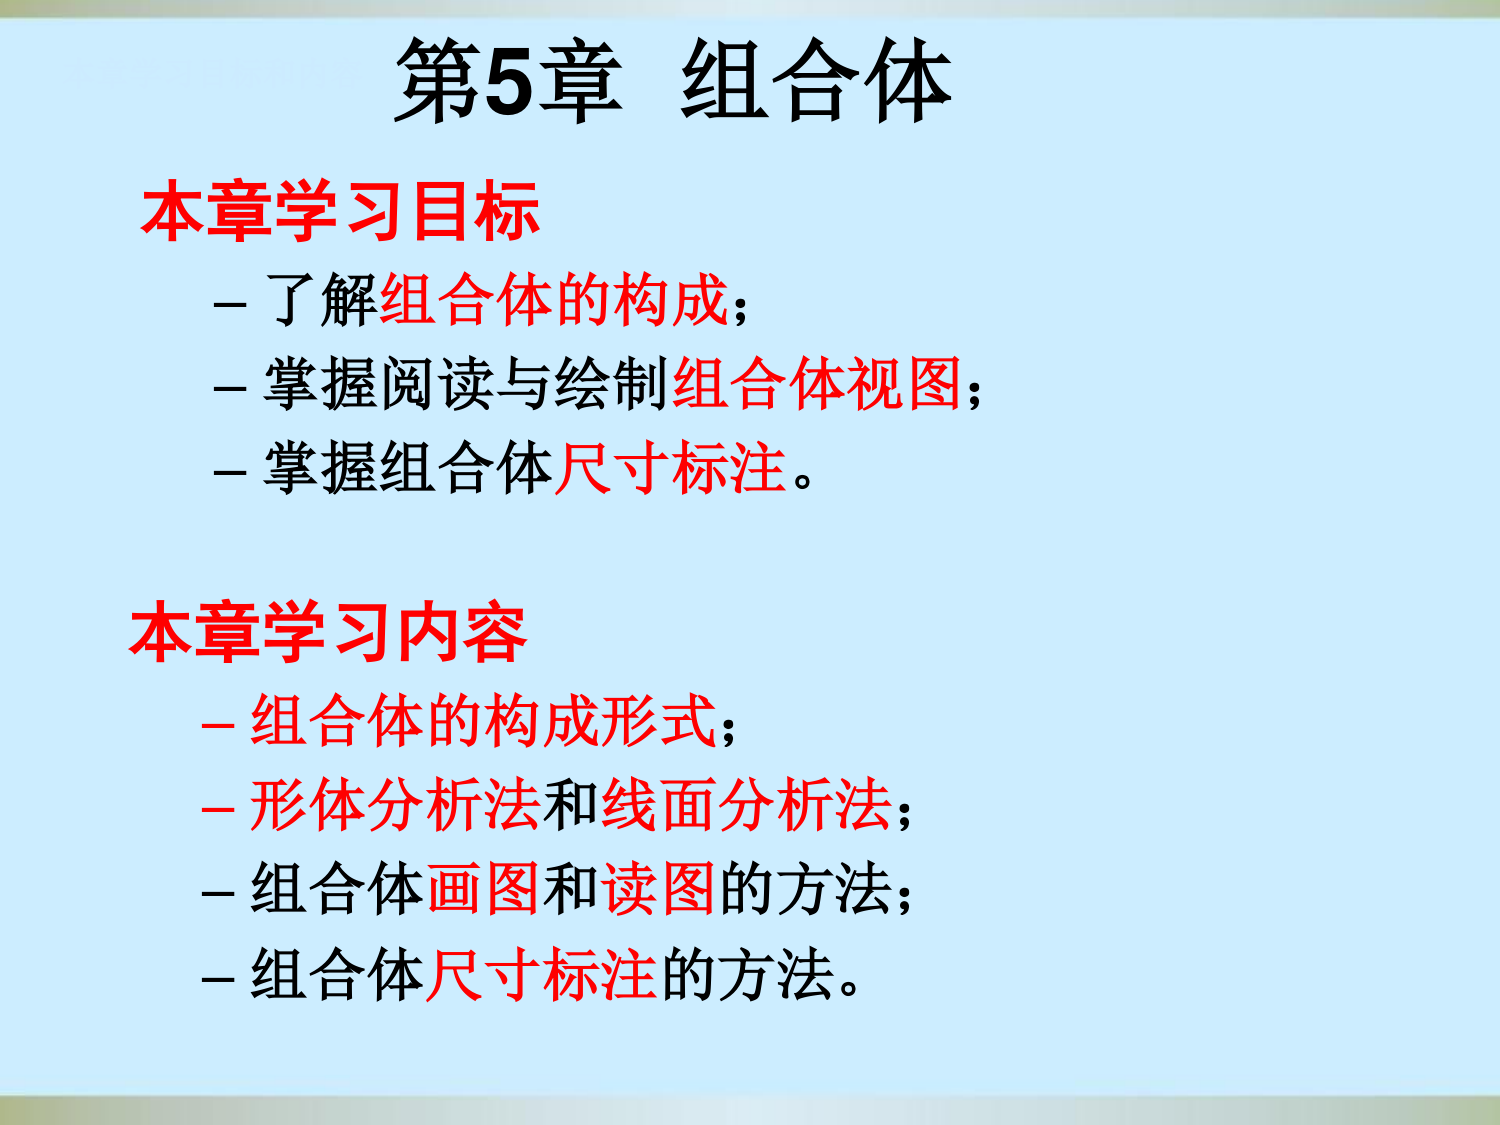 第5章 组合体
本章学习目标
– 了解组合体的构成；
– 掌握阅读与绘制组合体视图；
– 掌握组合体尺寸标注。
本章学习内容
– 组合体的构成形式；
– 形体分析法和线面分析法；
– 组合体画图和读图的方法；
– 组合体尺寸标注的方法。